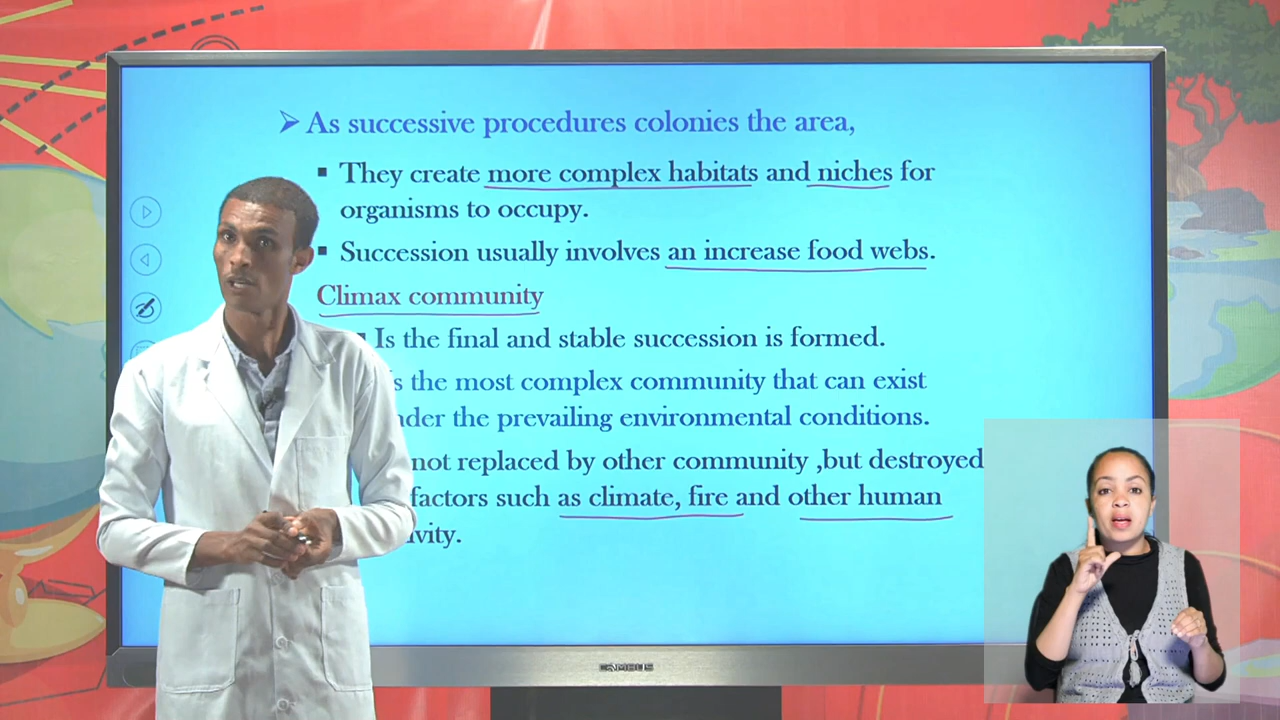 As successive procedures colonies the area,
They create more complex habitats and niches for
organisms to occupy.
Succession usually involves an increase food webs.
Climax community
Is the final and stable succession is formed.
the most complex community that can exist
the prevailing environmental conditions.
not replaced by other community ,but destroyed
factors such as climate, fire and other human